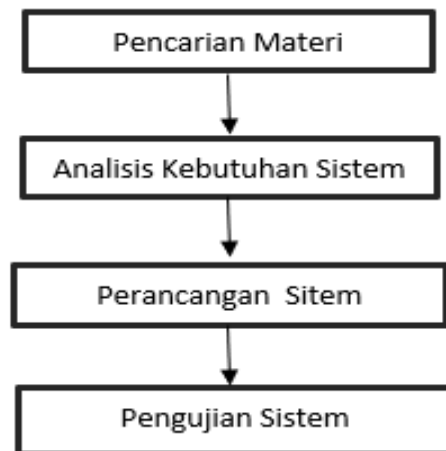 Pencarian Materi
Analisis Kebutuhan Sistem
Perancangan  Sitem
Pengujian Sistem